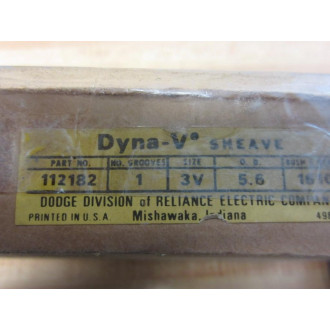 Dyna-V® SHEAVE
PART NO. NO. GROOVES SIZE O. D.
112182 1 3V 5.6
DODGE DIVISION of RELIANCE ELECTRIC COMPAN
PRINTED IN U.S.A. Mishawaka, Indiana